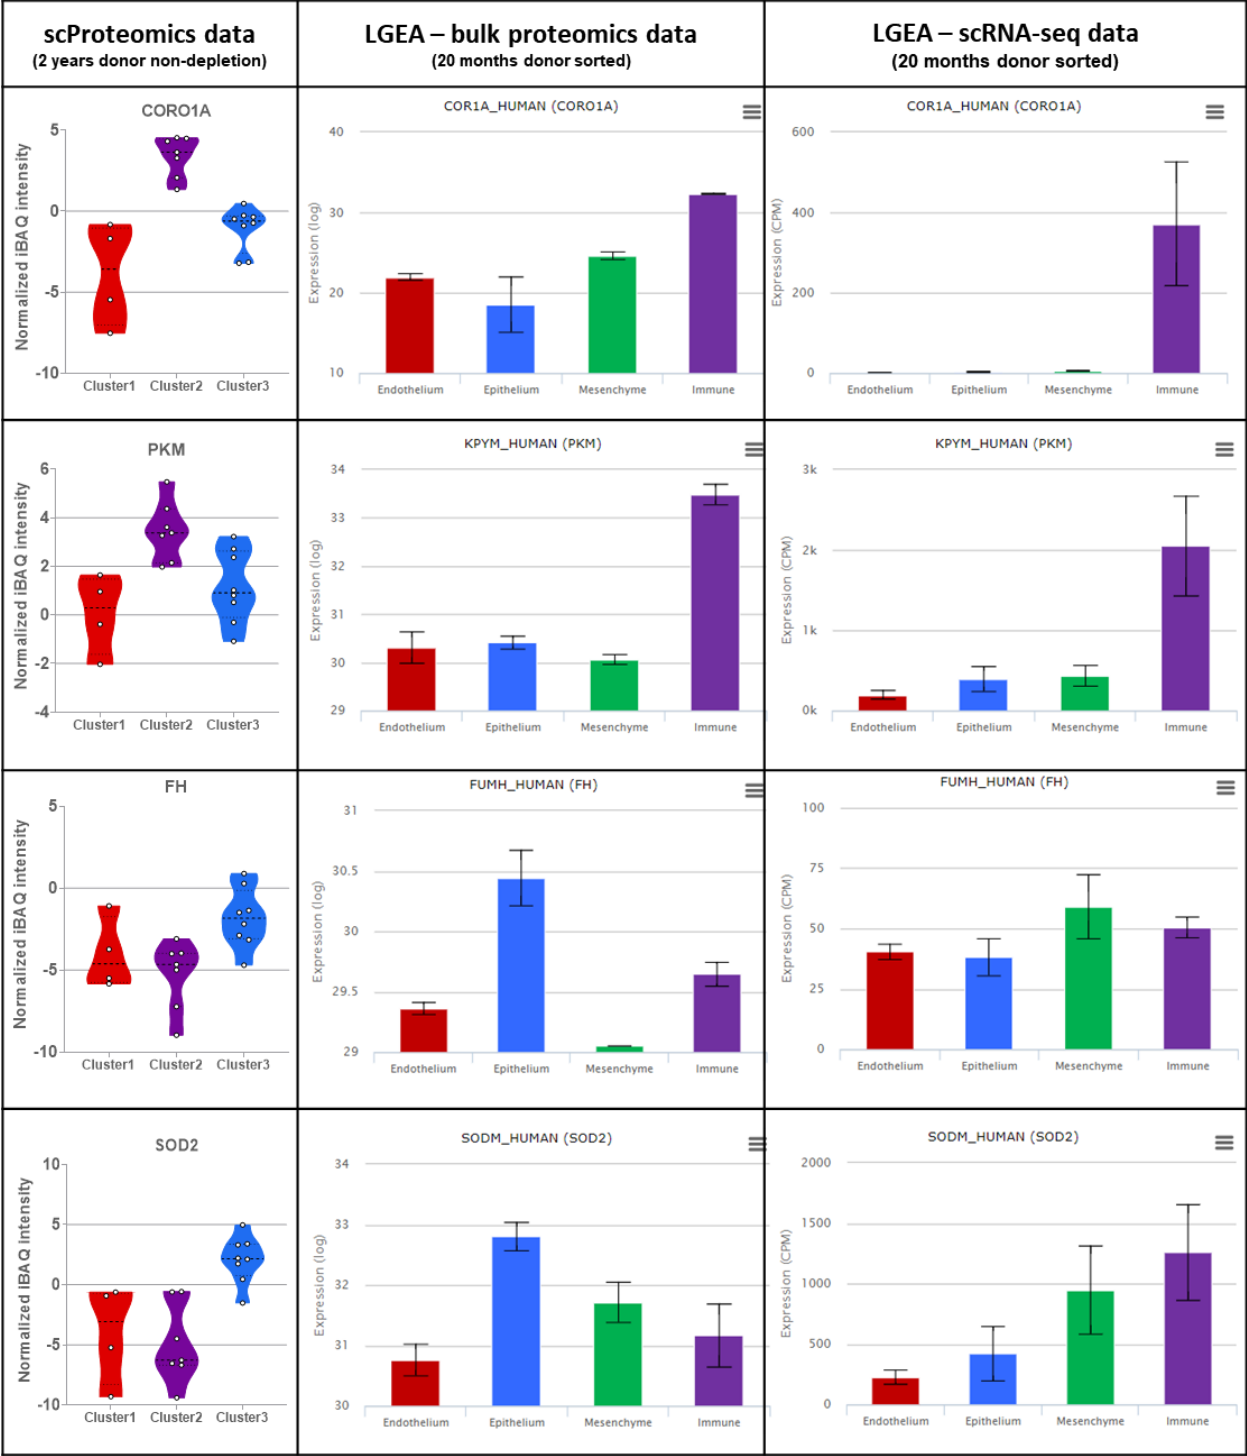 scProteomics data
(2 years donor non-depletion)
LGEA – bulk proteomics data
(20 months donor sorted)
LGEA – scRNA-seq data
(20 months donor sorted)
CORO1A
Normalized iBAQ intensity
5
0
-5
-10
Cluster1 Cluster2 Cluster3
COR1A_HUMAN (CORO1A)
Expression (log)
40
30
20
10
Endothelium Epithelium Mesenchyme Immune
COR1A_HUMAN (CORO1A)
Expression (CPM)
600
400
200
0
Endothelium Epithelium Mesenchyme Immune
PKM
Normalized iBAQ intensity
6
4
2
0
-2
-4
Cluster1 Cluster2 Cluster3
KPYM_HUMAN (PKM)
Expression (log)
34
33
32
31
30
29
Endothelium Epithelium Mesenchyme Immune
KPYM_HUMAN (PKM)
Expression (CPM)
3k
2k
1k
0k
Endothelium Epithelium Mesenchyme Immune
FH
Normalized iBAQ intensity
5
0
-5
-10
Cluster1 Cluster2 Cluster3
FUMH_HUMAN (FH)
Expression (log)
31
30.5
30
29.5
29
Endothelium Epithelium Mesenchyme Immune
FUMH_HUMAN (FH)
Expression (CPM)
100
75
50
25
0
Endothelium Epithelium Mesenchyme Immune
SOD2
Normalized iBAQ intensity
10
5
0
-5
-10
Cluster1 Cluster2 Cluster3
SODM_HUMAN (SOD2)
Expression (log)
34
33
32
31
30
Endothelium Epithelium Mesenchyme Immune
SODM_HUMAN (SOD2)
Expression (CPM)
2000
1500
1000
500
0
Endothelium Epithelium Mesenchyme Immune